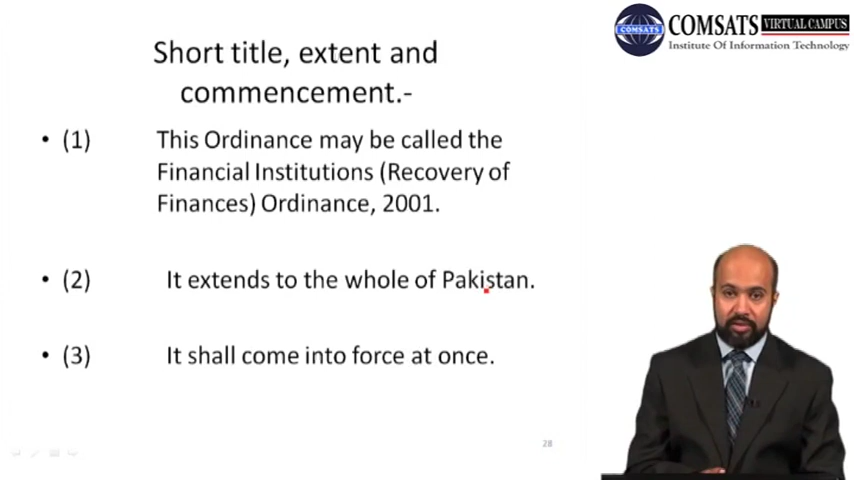 COMSATS VIRTUAL CAMPUS
Institute Of Information Technology
COMSATS
Short title, extent and
commencement.-
• (1) This Ordinance may be called the
Financial Institutions (Recovery of
Finances) Ordinance, 2001.
• (2) It extends to the whole of Pakistan.
• (3) It shall come into force at once.
28